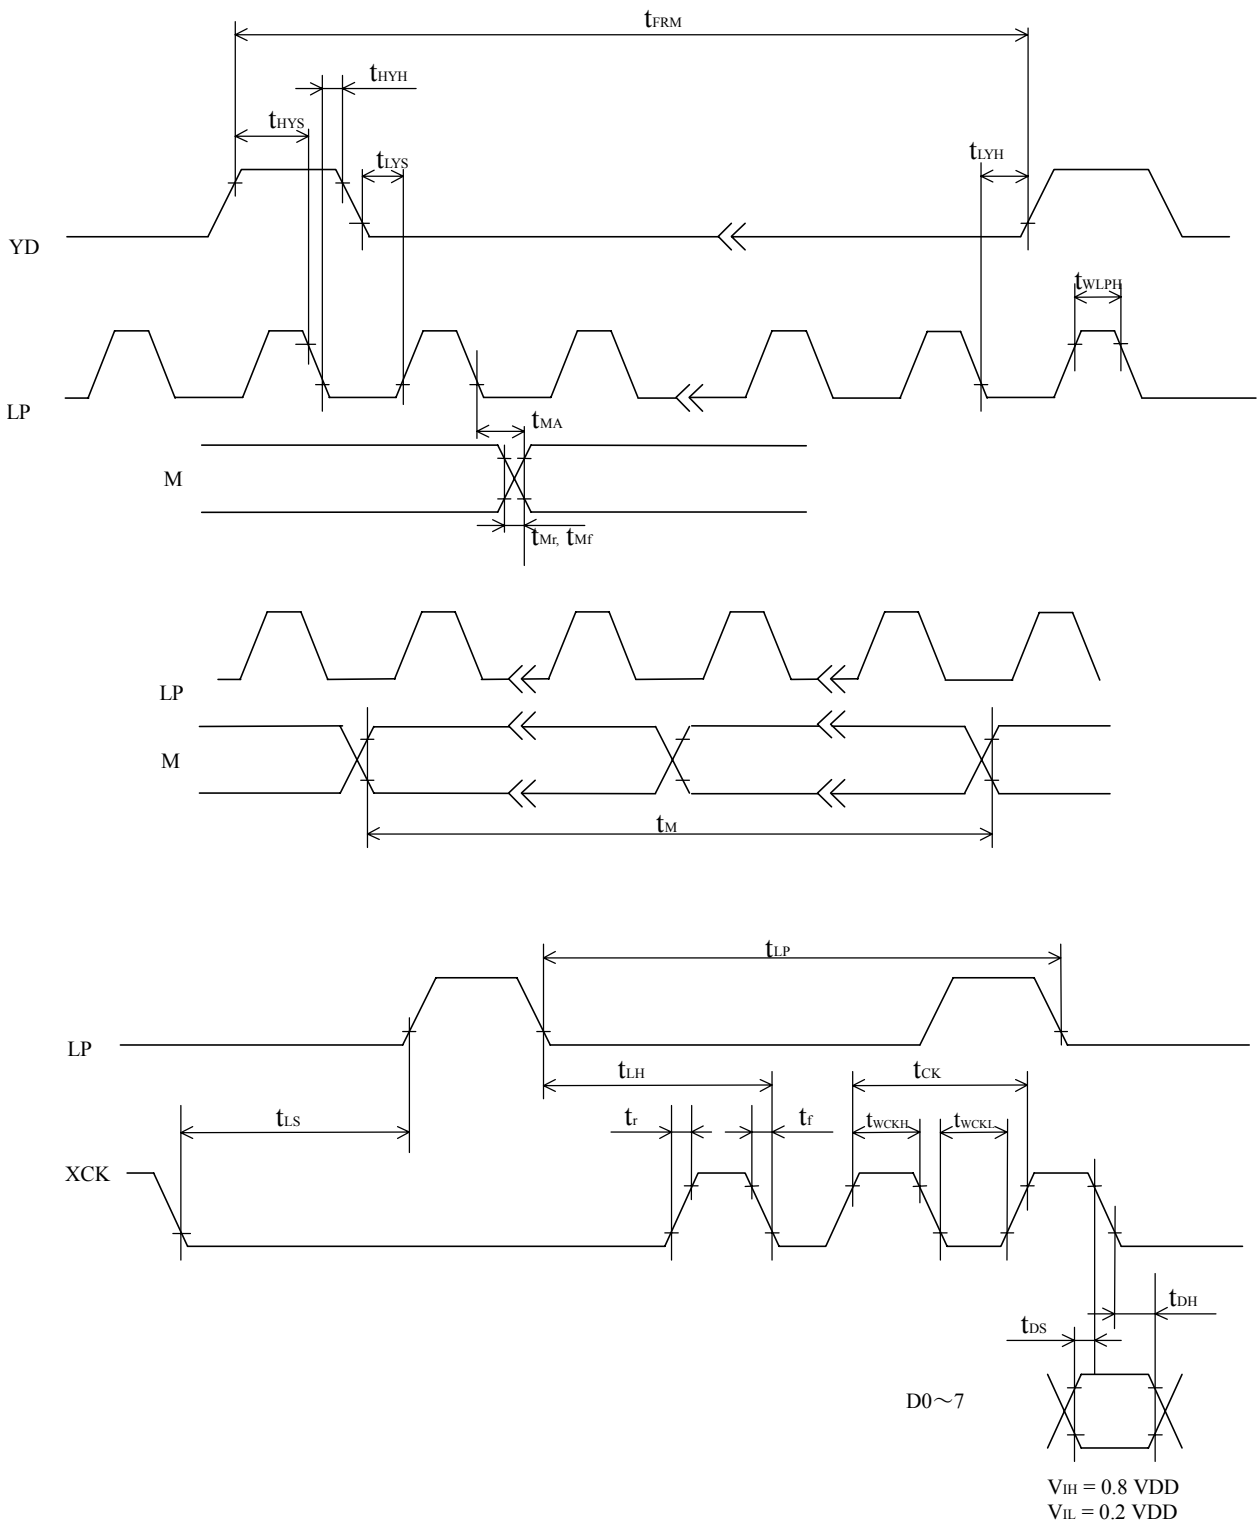 tFRM
tHYH
tHYS
tLYS
tLYH
YD
tWLPH
LP
tMA
M
tMr, tMf
LP
M
tM
tLP
LP
tLH
tCK
tLS
tr
tf
tWCKH
tWCKL
XCK
tDH
tDS
D0～7
VIH = 0.8 VDD
VIL = 0.2 VDD